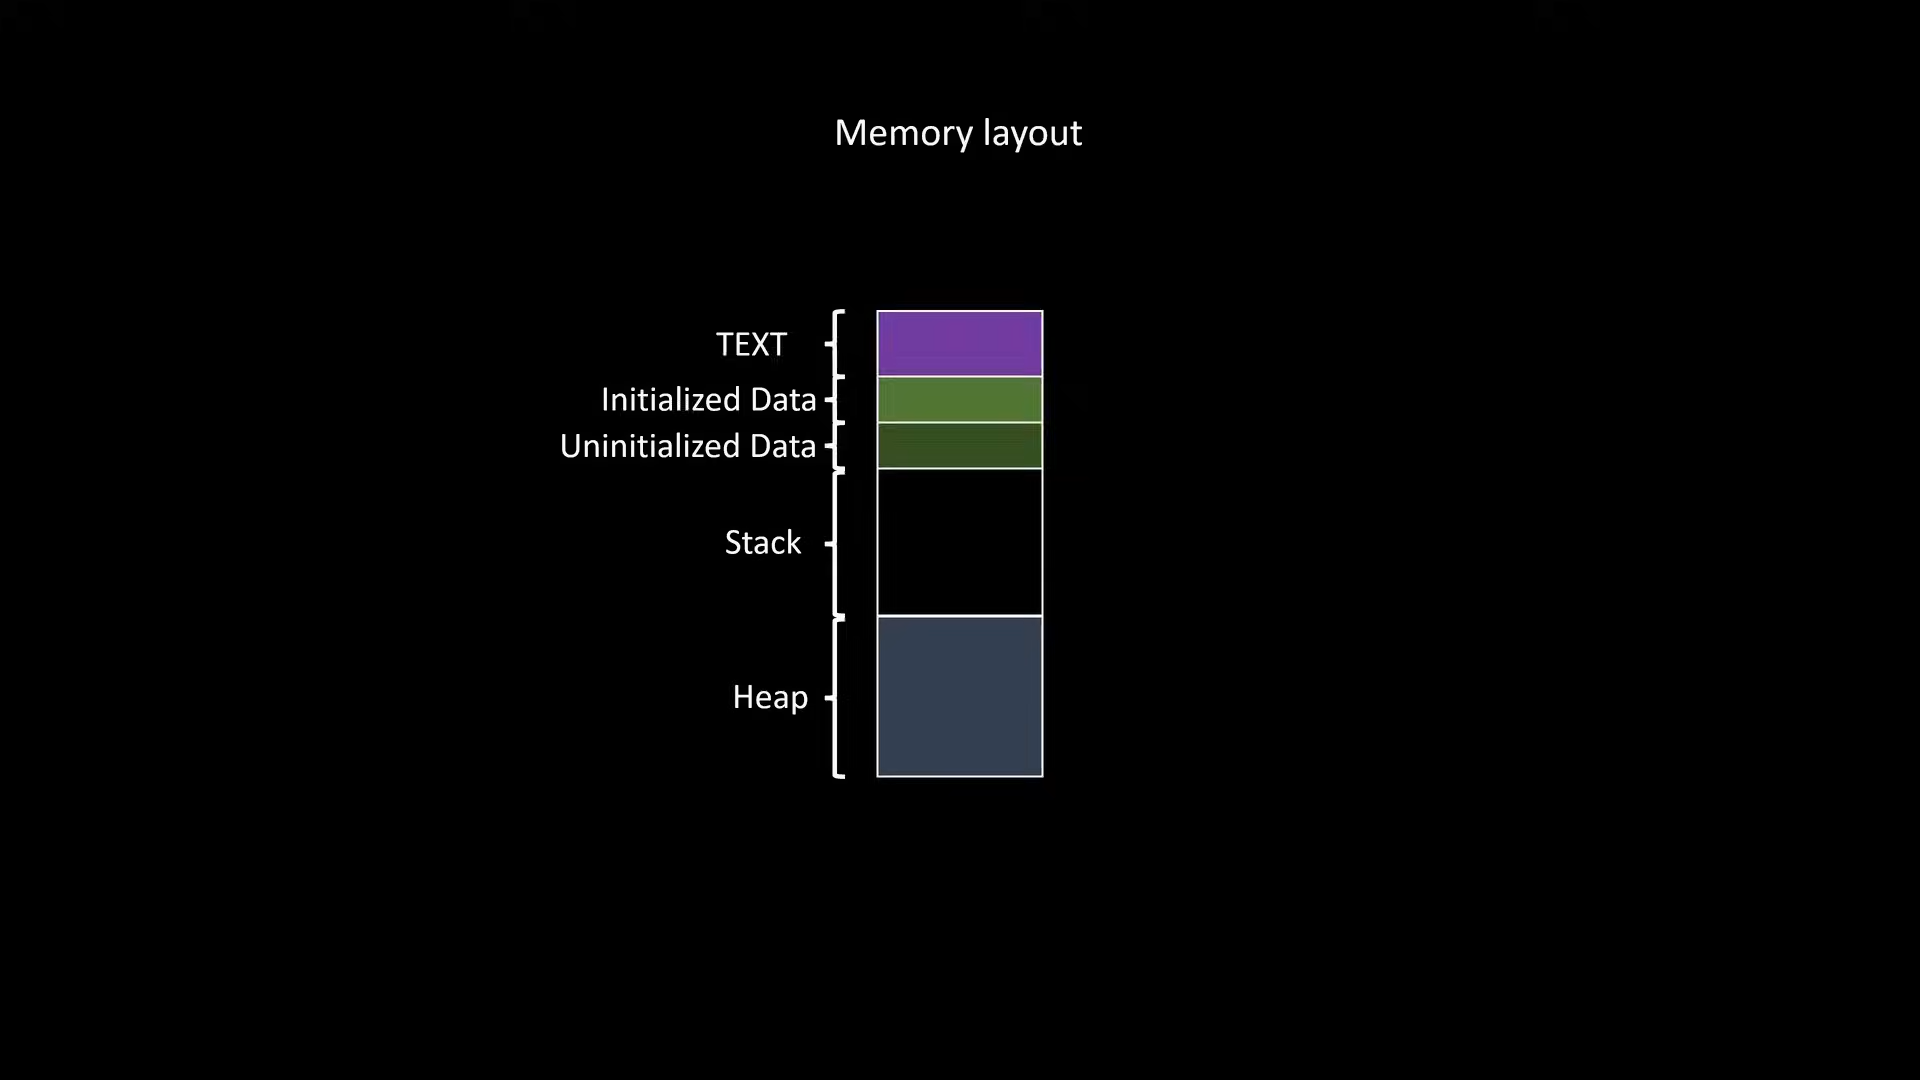 Memory layout
TEXT
Initialized Data
Uninitialized Data
Stack
Heap